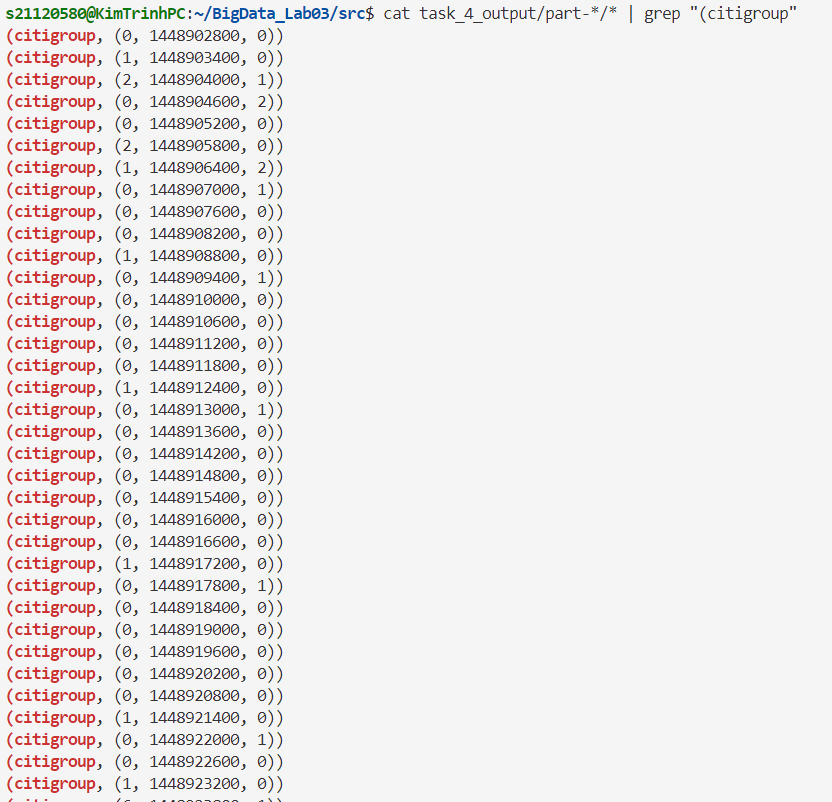 s21120580@KimTrinhPC:~/BigData_Lab03/src$ cat task_4_output/part-*/* | grep "(citigroup"
(citigroup, (0, 1448902800, 0))
(citigroup, (1, 1448903400, 0))
(citigroup, (2, 1448904000, 1))
(citigroup, (0, 1448904600, 2))
(citigroup, (0, 1448905200, 0))
(citigroup, (2, 1448905800, 0))
(citigroup, (1, 1448906400, 2))
(citigroup, (0, 1448907000, 1))
(citigroup, (0, 1448907600, 0))
(citigroup, (0, 1448908200, 0))
(citigroup, (1, 1448908800, 0))
(citigroup, (0, 1448909400, 1))
(citigroup, (0, 1448910000, 0))
(citigroup, (0, 1448910600, 0))
(citigroup, (0, 1448911200, 0))
(citigroup, (0, 1448911800, 0))
(citigroup, (1, 1448912400, 0))
(citigroup, (0, 1448913000, 1))
(citigroup, (0, 1448913600, 0))
(citigroup, (0, 1448914200, 0))
(citigroup, (0, 1448914800, 0))
(citigroup, (0, 1448915400, 0))
(citigroup, (0, 1448916000, 0))
(citigroup, (0, 1448916600, 0))
(citigroup, (1, 1448917200, 0))
(citigroup, (0, 1448917800, 1))
(citigroup, (0, 1448918400, 0))
(citigroup, (0, 1448919000, 0))
(citigroup, (0, 1448919600, 0))
(citigroup, (0, 1448920200, 0))
(citigroup, (0, 1448920800, 0))
(citigroup, (1, 1448921400, 0))
(citigroup, (0, 1448922000, 1))
(citigroup, (0, 1448922600, 0))
(citigroup, (1, 1448923200, 0))